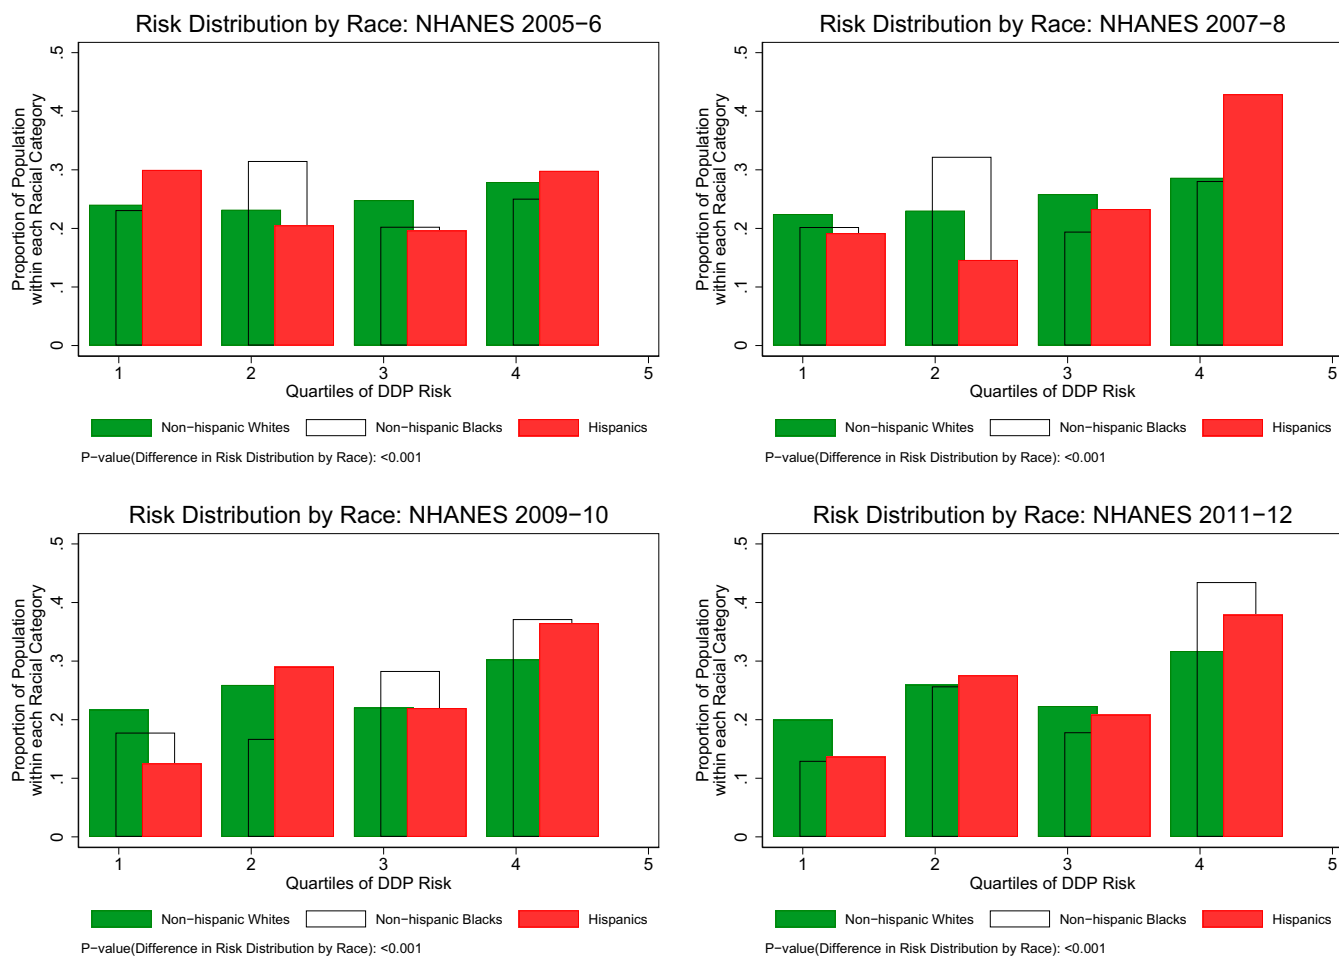 Risk Distribution by Race: NHANES 2005−6
Proportion of Population
within each Racial Category
.5
.4
.3
.2
.1
0
1 2 3 4 5
Quartiles of DDP Risk
Non−hispanic Whites Non−hispanic Blacks Hispanics
P−value(Difference in Risk Distribution by Race): <0.001
Risk Distribution by Race: NHANES 2007−8
Proportion of Population
within each Racial Category
.5
.4
.3
.2
.1
0
1 2 3 4 5
Quartiles of DDP Risk
Non−hispanic Whites Non−hispanic Blacks Hispanics
P−value(Difference in Risk Distribution by Race): <0.001
Risk Distribution by Race: NHANES 2009−10
Proportion of Population
within each Racial Category
.5
.4
.3
.2
.1
0
1 2 3 4 5
Quartiles of DDP Risk
Non−hispanic Whites Non−hispanic Blacks Hispanics
P−value(Difference in Risk Distribution by Race): <0.001
Risk Distribution by Race: NHANES 2011−12
Proportion of Population
within each Racial Category
.5
.4
.3
.2
.1
0
1 2 3 4 5
Quartiles of DDP Risk
Non−hispanic Whites Non−hispanic Blacks Hispanics
P−value(Difference in Risk Distribution by Race): <0.001